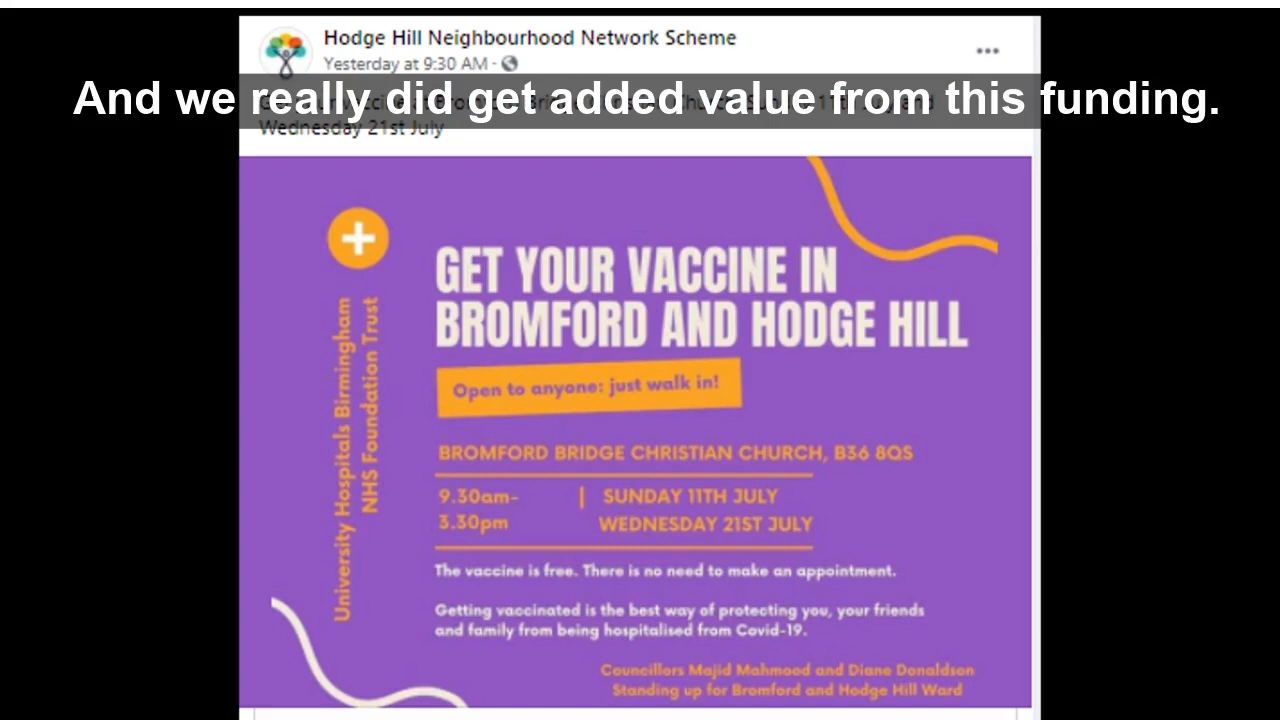 Hodge Hill Neighbourhood Network Scheme
Yesterday at 9:30 AM ·
And we really did get added value from this funding.
Wednesday 21st July
University Hospitals Birmingham
NHS Foundation Trust
GET YOUR VACCINE IN
BROMFORD AND HODGE HILL
Open to anyone: just walk in!
BROMFORD BRIDGE CHRISTIAN CHURCH, B36 8QS
9.30am- | SUNDAY 11TH JULY
3.30pm WEDNESDAY 21ST JULY
The vaccine is free. There is no need to make an appointment.
Getting vaccinated is the best way of protecting you, your friends
and family from being hospitalised from Covid-19.
Councillors Majid Mahmood and Diane Donaldson
Standing up for Bromford and Hodge Hill Ward